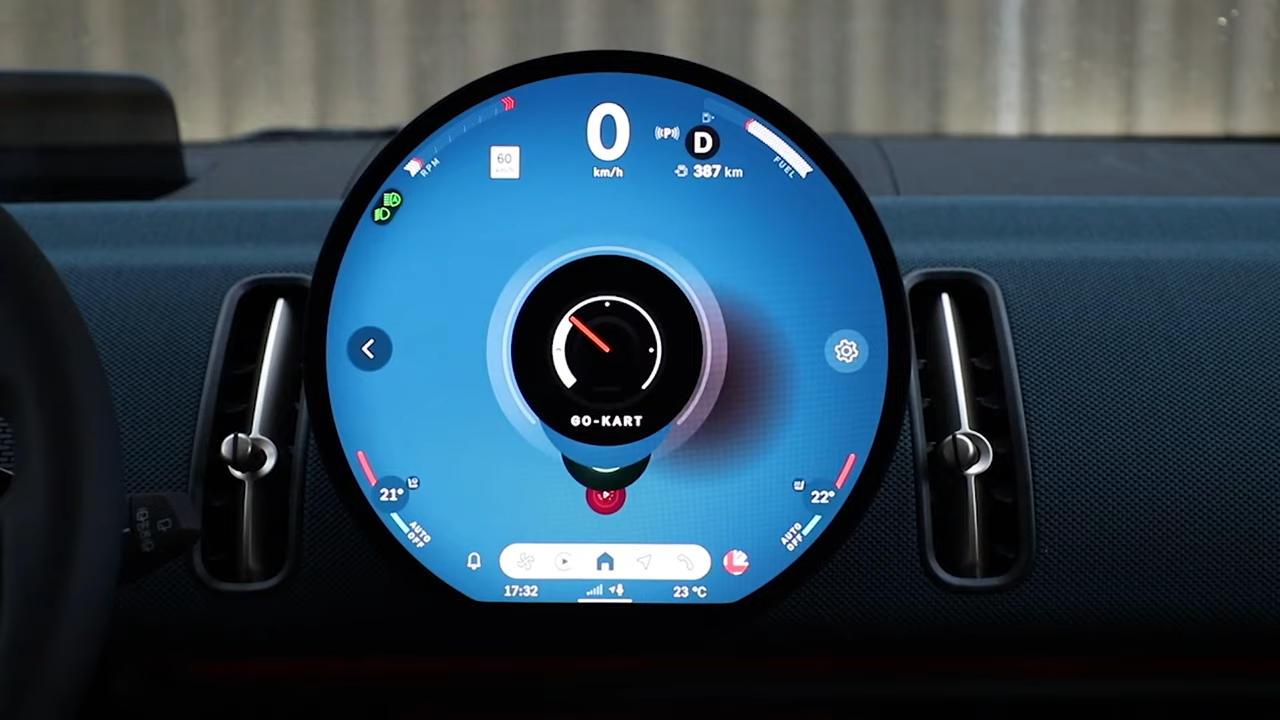 0
km/h
60
km/h
(P)
D
387 km
RPM
FUEL
GO-KART
21°
22°
AUTO
OFF
AUTO
OFF
17:32
23 °C